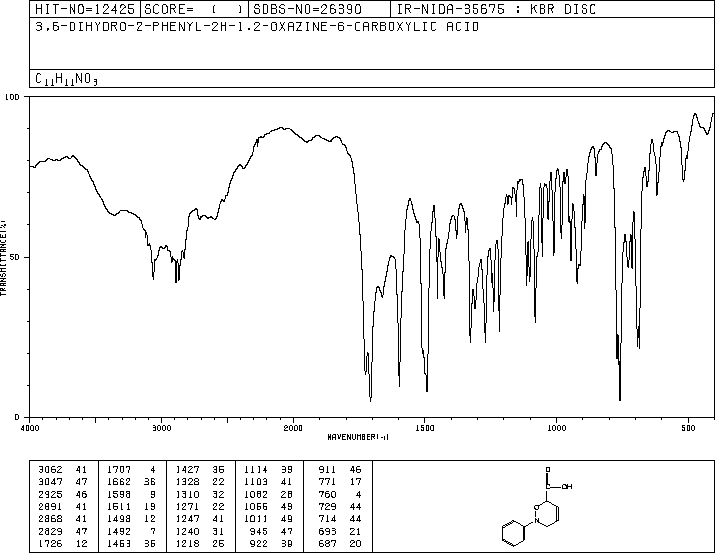 HIT-NO=12425 SCORE= ( ) SDBS-NO=26390 IR-NIDA-35675 : KBR DISC
3,6-DIHYDRO-2-PHENYL-2H-1,2-OXAZINE-6-CARBOXYLIC ACID
C11H11NO3
100
TRANSMITTANCE(%)
50
0
4000 3000 2000 1500 1000 500
WAVENUMBER(-1)
3062 41 1707 4 1427 36 1114 39 911 46
3047 47 1662 36 1328 22 1103 41 771 17
2925 46 1598 9 1310 32 1082 28 760 4
2891 41 1511 19 1271 22 1066 49 729 44
2868 41 1498 12 1247 41 1011 49 714 44
2829 47 1492 7 1240 31 945 47 693 21
1726 12 1453 36 1218 26 922 39 687 20
O
C OH
O
N